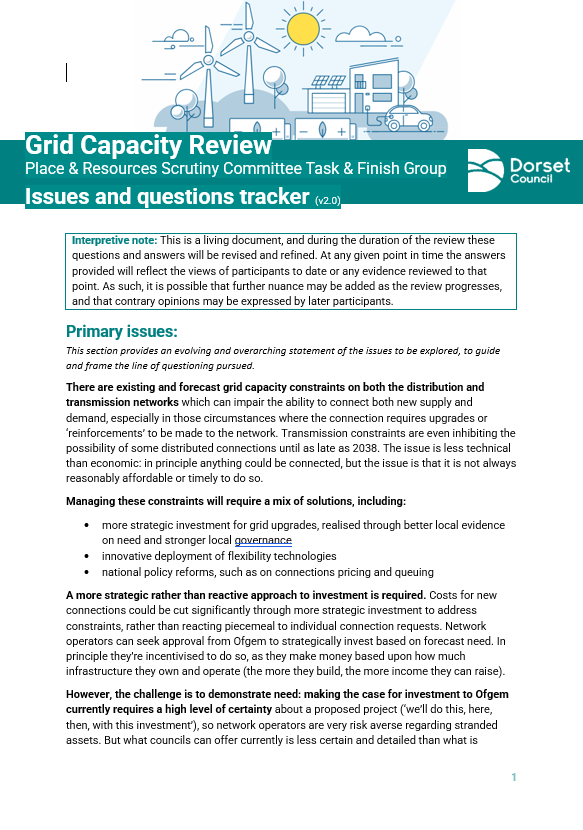 Grid Capacity Review
Place & Resources Scrutiny Committee Task & Finish Group
Issues and questions tracker (v2.0)
Dorset
Council
Interpretive note: This is a living document, and during the duration of the review these
questions and answers will be revised and refined. At any given point in time the answers
provided will reflect the views of participants to date or any evidence reviewed to that
point. As such, it is possible that further nuance may be added as the review progresses,
and that contrary opinions may be expressed by later participants.
Primary issues:
This section provides an evolving and overarching statement of the issues to be explored, to guide
and frame the line of questioning pursued.
There are existing and forecast grid capacity constraints on both the distribution and
transmission networks which can impair the ability to connect both new supply and
demand, especially in those circumstances where the connection requires upgrades or
‘reinforcements’ to be made to the network. Transmission constraints are even inhibiting the
possibility of some distributed connections until as late as 2038. The issue is less technical
than economic: in principle anything could be connected, but the issue is that it is not always
reasonably affordable or timely to do so.
Managing these constraints will require a mix of solutions, including:
• more strategic investment for grid upgrades, realised through better local evidence
on need and stronger local governance
• innovative deployment of flexibility technologies
• national policy reforms, such as on connections pricing and queuing
A more strategic rather than reactive approach to investment is required. Costs for new
connections could be cut significantly through more strategic investment to address
constraints, rather than reacting piecemeal to individual connection requests. Network
operators can seek approval from Ofgem to strategically invest based on forecast need. In
principle they’re incentivised to do so, as they make money based upon how much
infrastructure they own and operate (the more they build, the more income they can raise).
However, the challenge is to demonstrate need: making the case for investment to Ofgem
currently requires a high level of certainty about a proposed project (‘we’ll do this, here,
then, with this investment’), so network operators are very risk averse regarding stranded
assets. But what councils can offer currently is less certain and detailed than what is
1